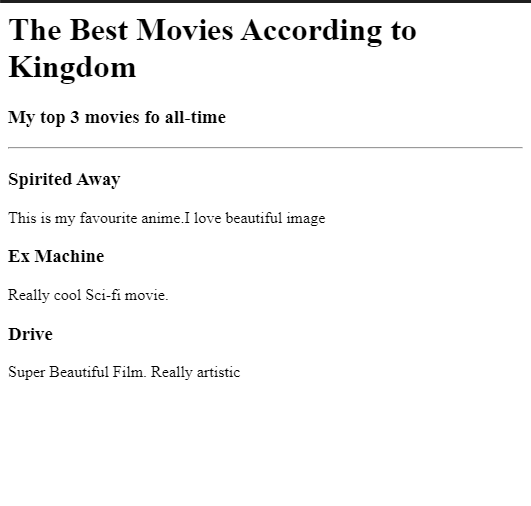 The Best Movies According to
Kingdom
My top 3 movies fo all-time
Spirited Away
This is my favourite anime.I love beautiful image
Ex Machine
Really cool Sci-fi movie.
Drive
Super Beautiful Film. Really artistic